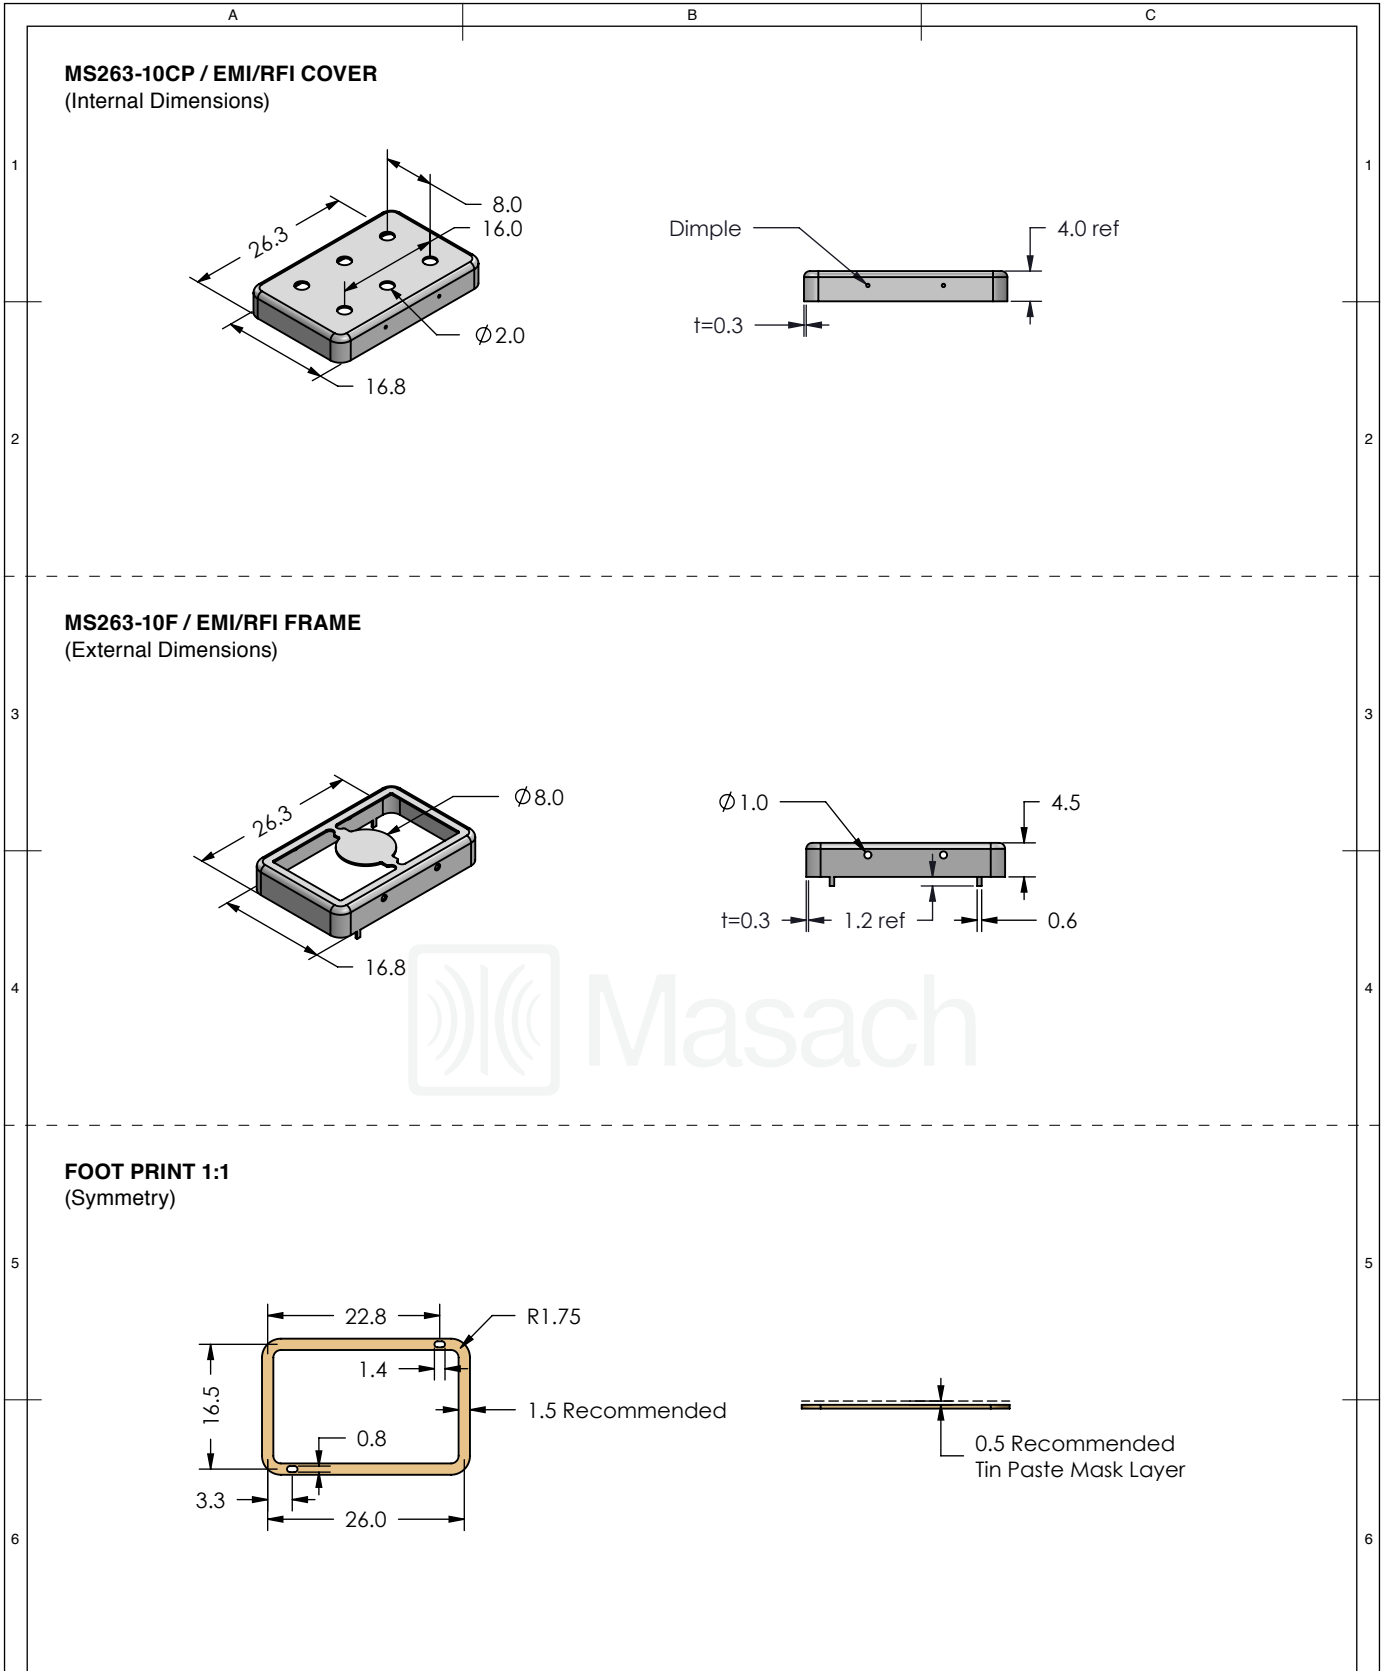 A
B
C
MS263-10CP / EMI/RFI COVER
(Internal Dimensions)
1
1
8.0
16.0
26.3
Dimple
4.0 ref
t=0.3
Ø2.0
16.8
2
2
MS263-10F / EMI/RFI FRAME
(External Dimensions)
3
3
26.3
Ø8.0
Ø1.0
4.5
t=0.3
1.2 ref
0.6
16.8
Masach
4
4
FOOT PRINT 1:1
(Symmetry)
5
5
22.8
R1.75
1.4
16.5
1.5 Recommended
0.8
0.5 Recommended
Tin Paste Mask Layer
3.3
26.0
6
6